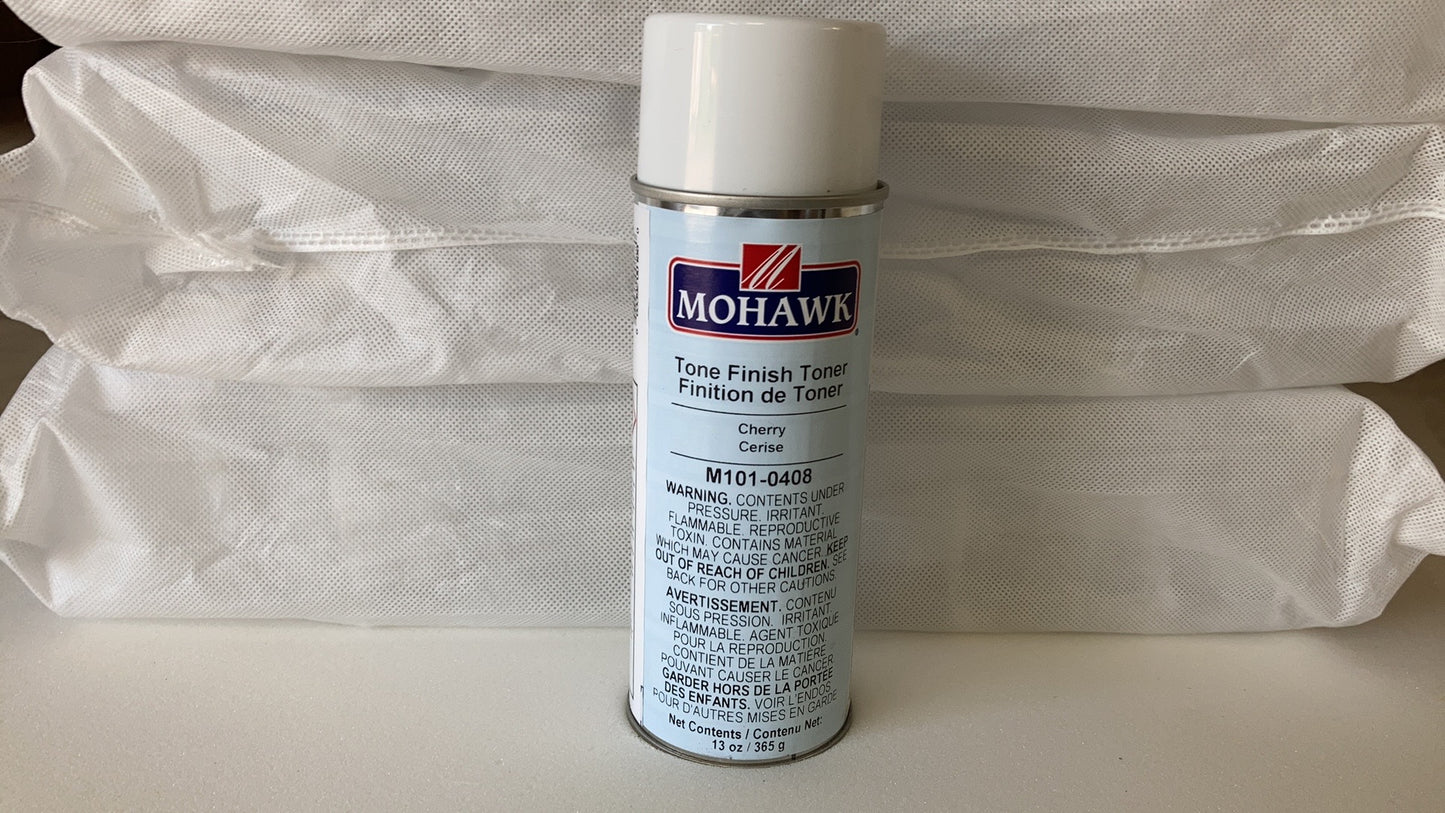 M
MOHAWK
Tone Finish Toner
Finition de Toner
Cherry
Cerise
M101-0408
WARNING. CONTENTS UNDER
PRESSURE. IRRITANT.
FLAMMABLE. REPRODUCTIVE
TOXIN. CONTAINS MATERIAL
WHICH MAY CAUSE CANCER. KEEP
OUT OF REACH OF CHILDREN. SEE
BACK FOR OTHER CAUTIONS.
AVERTISSEMENT. CONTENU
SOUS PRESSION. IRRITANT.
INFLAMMABLE. AGENT TOXIQUE
POUR LA REPRODUCTION.
CONTIENT DE LA MATIÈRE
POUVANT CAUSER LE CANCER.
GARDER HORS DE LA PORTÉE
DES ENFANTS. VOIR L'ENDOS
POUR D'AUTRES MISES EN GARDE
Net Contents / Contenu Net:
13 oz / 365 g